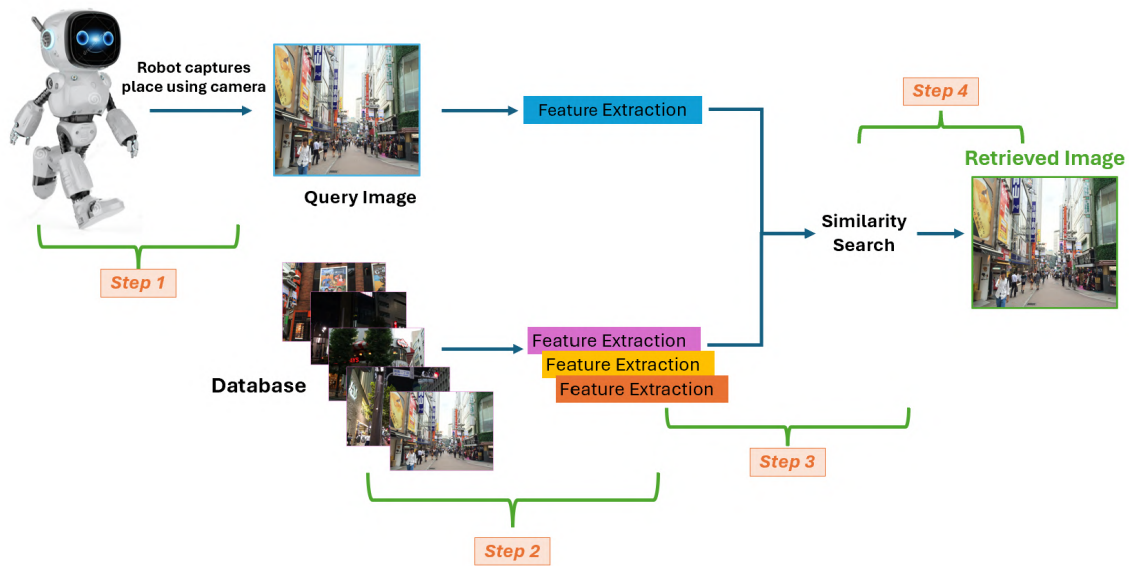 Robot captures
place using camera
Query Image
Feature Extraction
Step 4
Retrieved Image
Similarity
Search
Step 1
Database
Feature Extraction
Feature Extraction
Feature Extraction
Step 3
Step 2